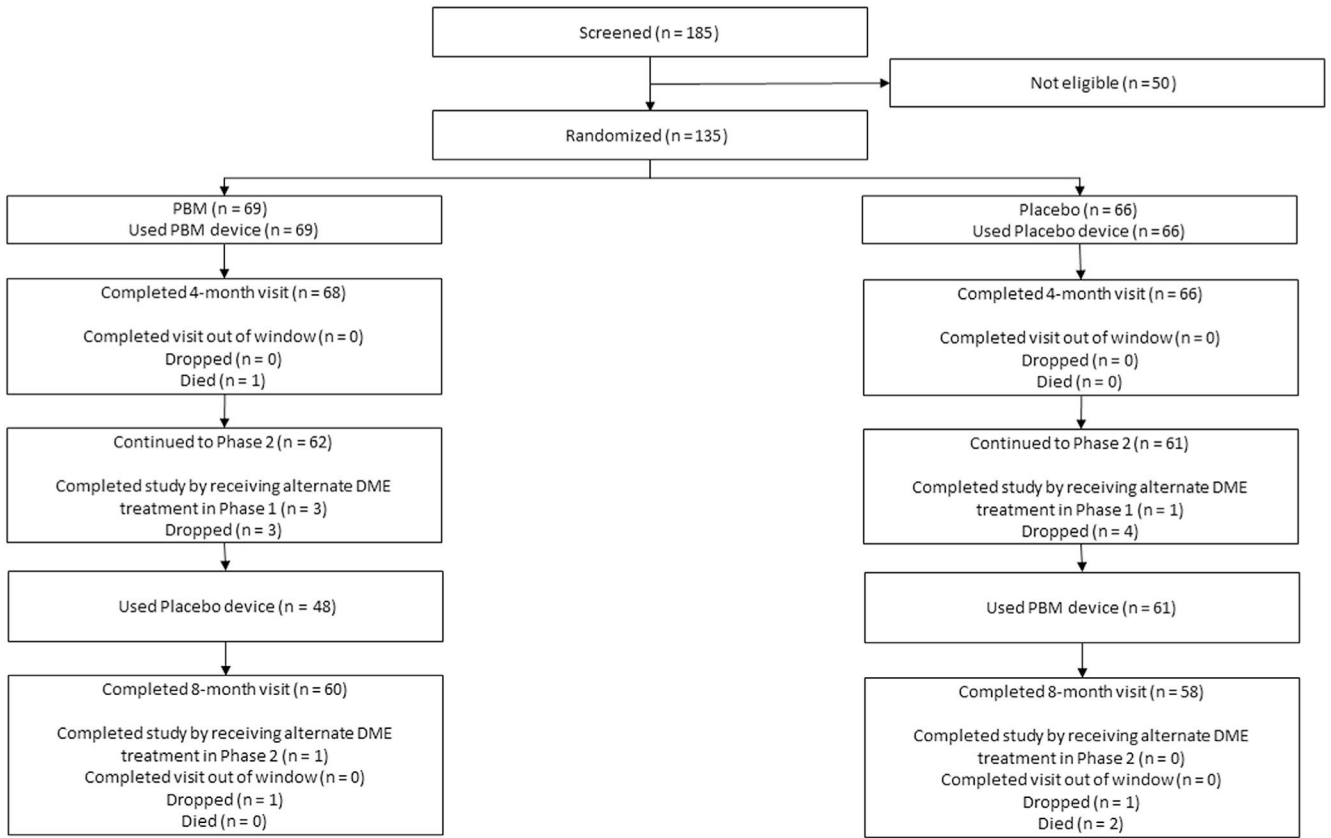 Screened (n = 185)
Not eligible (n = 50)
Randomized (n = 135)
PBM (n = 69)
Used PBM device (n = 69)
Placebo (n = 66)
Used Placebo device (n = 66)
Completed 4-month visit (n = 68)
Completed visit out of window (n = 0)
Dropped (n = 0)
Died (n = 1)
Completed 4-month visit (n = 66)
Completed visit out of window (n = 0)
Dropped (n = 0)
Died (n = 0)
Continued to Phase 2 (n = 62)
Completed study by receiving alternate DME
treatment in Phase 1 (n = 3)
Dropped (n = 3)
Continued to Phase 2 (n = 61)
Completed study by receiving alternate DME
treatment in Phase 1 (n = 1)
Dropped (n = 4)
Used Placebo device (n = 48)
Used PBM device (n = 61)
Completed 8-month visit (n = 60)
Completed study by receiving alternate DME
treatment in Phase 2 (n = 1)
Completed visit out of window (n = 0)
Dropped (n = 1)
Died (n = 0)
Completed 8-month visit (n = 58)
Completed study by receiving alternate DME
treatment in Phase 2 (n = 0)
Completed visit out of window (n = 0)
Dropped (n = 1)
Died (n = 2)